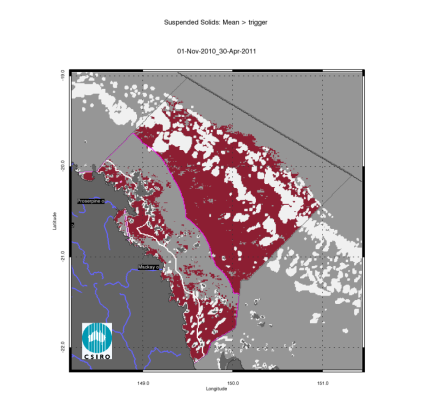 Suspended Solids: Mean > trigger
01-Nov-2010_30-Apr-2011
-19.0
-20.0
Proserpine
Latitude
-21.0
Mackay
CSIRO
-22.0
149.0 150.0 151.0
Longitude